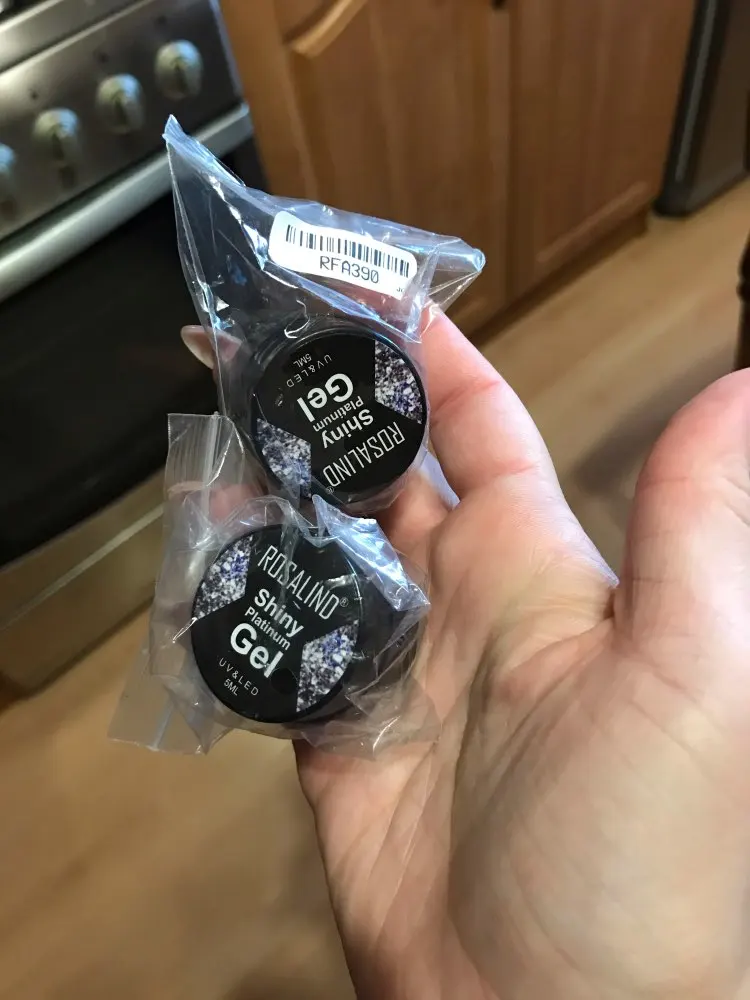 RFA390
ROSALIND®
Shiny
Platinum
Gel
UV&LED
5ML
ROSALIND®
Shiny
Platinum
Gel
UV&LED
5ML